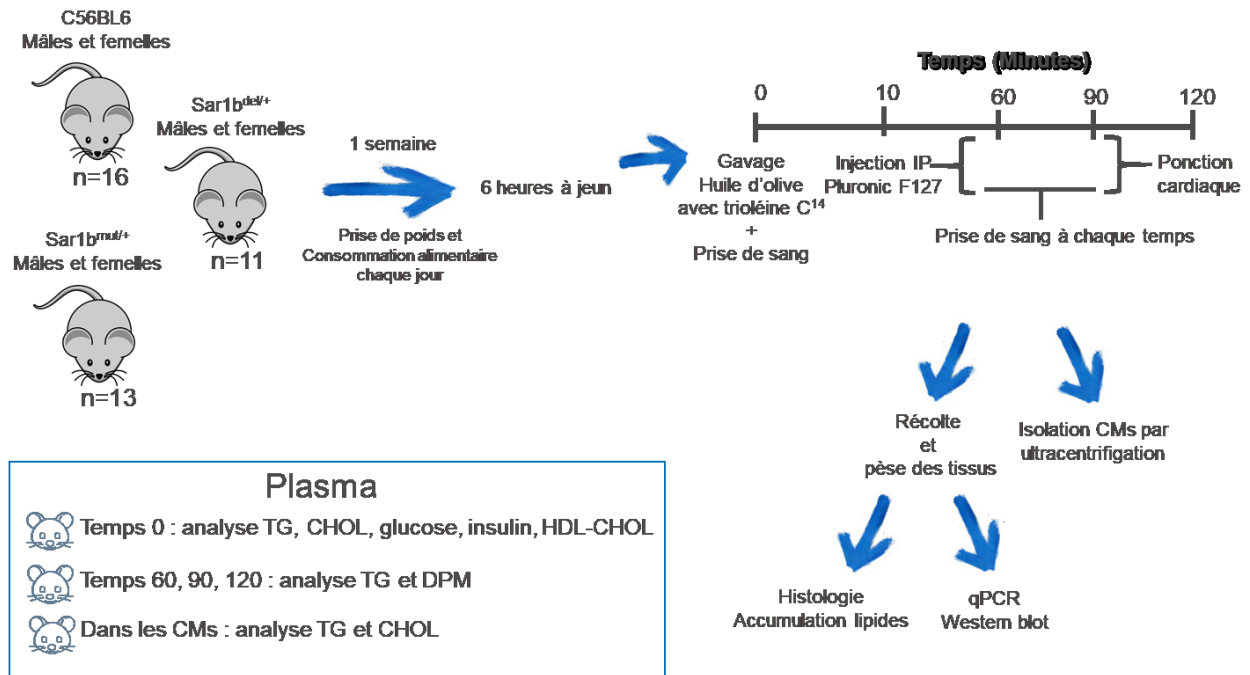 C56BL6
Mâles et femelles
n=16
Sar1bdel/+
Mâles et femelles
n=11
Sar1bmut/+
Mâles et femelles
n=13
1 semaine
Prise de poids et
Consommation alimentaire
chaque jour
6 heures à jeun
Temps (Minutes)
0 10 60 90 120
Gavage
Huile d'olive
avec trioléine C14
+
Prise de sang
Injection IP
Pluronic F127
Ponction
cardiaque
Prise de sang à chaque temps
Récolte
et
pèse des tissus
Isolation CMs par
ultracentrifigation
Histologie
Accumulation lipides
qPCR
Western blot
Plasma
Temps 0 : analyse TG, CHOL, glucose, insulin, HDL-CHOL
Temps 60, 90, 120 : analyse TG et DPM
Dans les CMs : analyse TG et CHOL